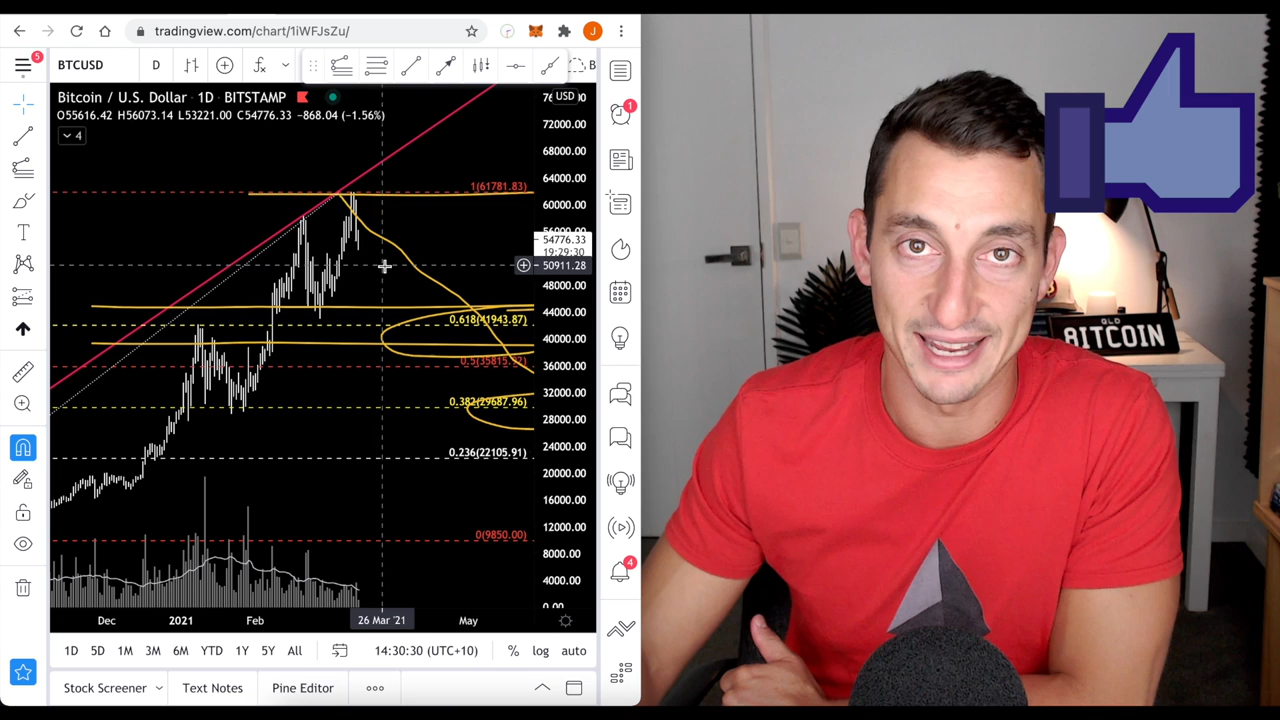 tradingview.com/chart/1iWFJsZu/
J
5
BTCUSD
D
B
Bitcoin / U.S. Dollar · 1D · BITSTAMP
USD
O55616.42 H56073.14 L53221.00 C54776.33 −868.04 (−1.56%)
4
72000.00
68000.00
64000.00
1(61781.83)
60000.00
54776.33
19:29:30
50911.28
48000.00
44000.00
0.618(41943.87)
40000.00
36000.00
0.382(29687.96)
32000.00
28000.00
24000.00
0.236(22105.91)
20000.00
16000.00
12000.00
0(9850.00)
8000.00
4000.00
0.00
Dec
2021
Feb
26 Mar '21
May
1D
5D
1M
3M
6M
YTD
1Y
5Y
All
14:30:30 (UTC+10)
%
log
auto
Stock Screener
Text Notes
Pine Editor
1
4
QLD
BITCOIN